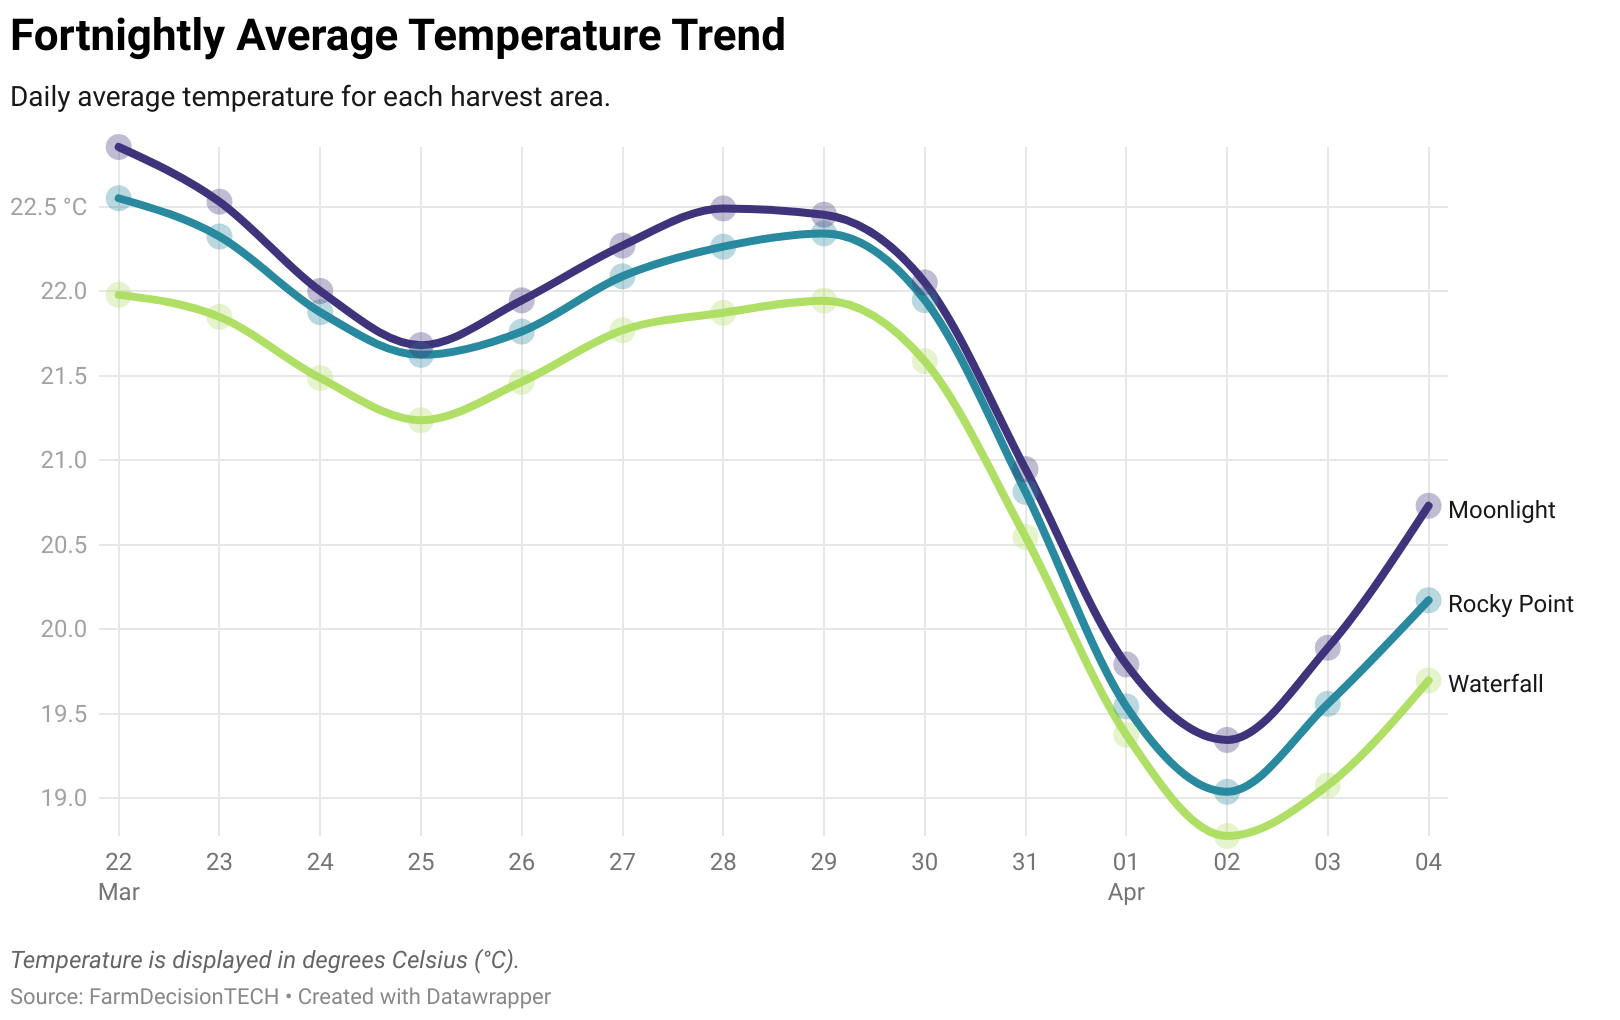 Fortnightly Average Temperature Trend
Daily average temperature for each harvest area.
22.5 °C
22.0
21.5
21.0
20.5
20.0
19.5
19.0
Moonlight
Rocky Point
Waterfall
22 23 24 25 26 27 28 29 30 31 01 02 03 04
Mar Apr
Temperature is displayed in degrees Celsius (°C).
Source: FarmDecisionTECH • Created with Datawrapper